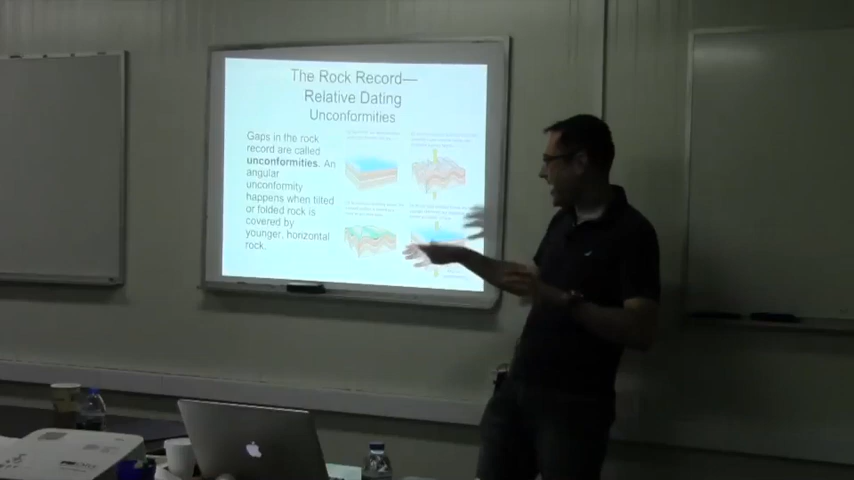 The Rock Record—
Relative Dating
Unconformities
Gaps in the rock
record are called
unconformities. An
angular
unconformity
happens when tilted
or folded rock is
covered by
younger, horizontal
rock.